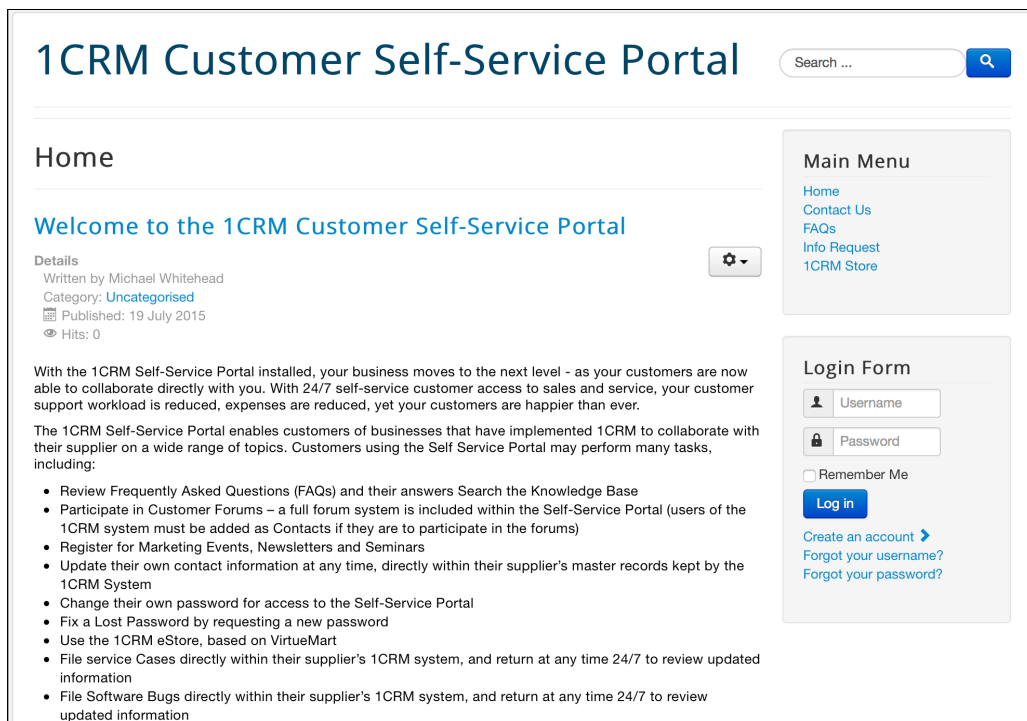 1CRM Customer Self-Service Portal
Search ...
Home
Welcome to the 1CRM Customer Self-Service Portal
Details
Written by Michael Whitehead
Category: Uncategorised
Published: 19 July 2015
Hits: 0
With the 1CRM Self-Service Portal installed, your business moves to the next level - as your customers are now
able to collaborate directly with you. With 24/7 self-service customer access to sales and service, your customer
support workload is reduced, expenses are reduced, yet your customers are happier than ever.
The 1CRM Self-Service Portal enables customers of businesses that have implemented 1CRM to collaborate with
their supplier on a wide range of topics. Customers using the Self Service Portal may perform many tasks,
including:
• Review Frequently Asked Questions (FAQs) and their answers Search the Knowledge Base
• Participate in Customer Forums – a full forum system is included within the Self-Service Portal (users of the
1CRM system must be added as Contacts if they are to participate in the forums)
• Register for Marketing Events, Newsletters and Seminars
• Update their own contact information at any time, directly within their supplier's master records kept by the
1CRM System
• Change their own password for access to the Self-Service Portal
• Fix a Lost Password by requesting a new password
• Use the 1CRM eStore, based on VirtueMart
• File service Cases directly within their supplier's 1CRM system, and return at any time 24/7 to review updated
information
• File Software Bugs directly within their supplier's 1CRM system, and return at any time 24/7 to review
updated information
Main Menu
Home
Contact Us
FAQs
Info Request
1CRM Store
Login Form
Username
Password
Remember Me
Log in
Create an account
Forgot your username?
Forgot your password?